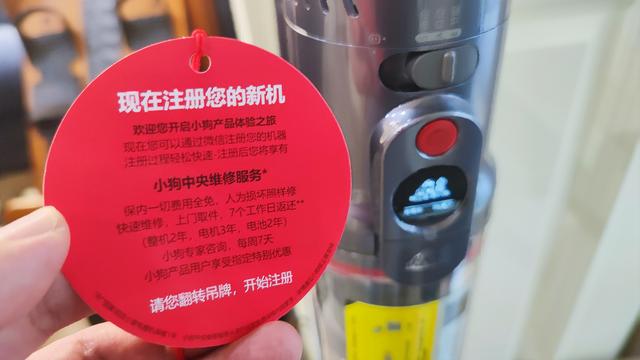 现在注册您的新机
欢迎您开启小狗产品体验之旅
现在您可以通过微信注册您的机器
注册过程轻松快速·注册后您将享有
小狗中央维修服务*
保内一切费用全免，人为损坏照样修
快速维修，上门取件，7个工作日返还**
(整机2年，电机3年，电池2年)
小狗专家咨询，每周7天
小狗产品用户享受指定特别优惠
请您翻转吊牌，开始注册